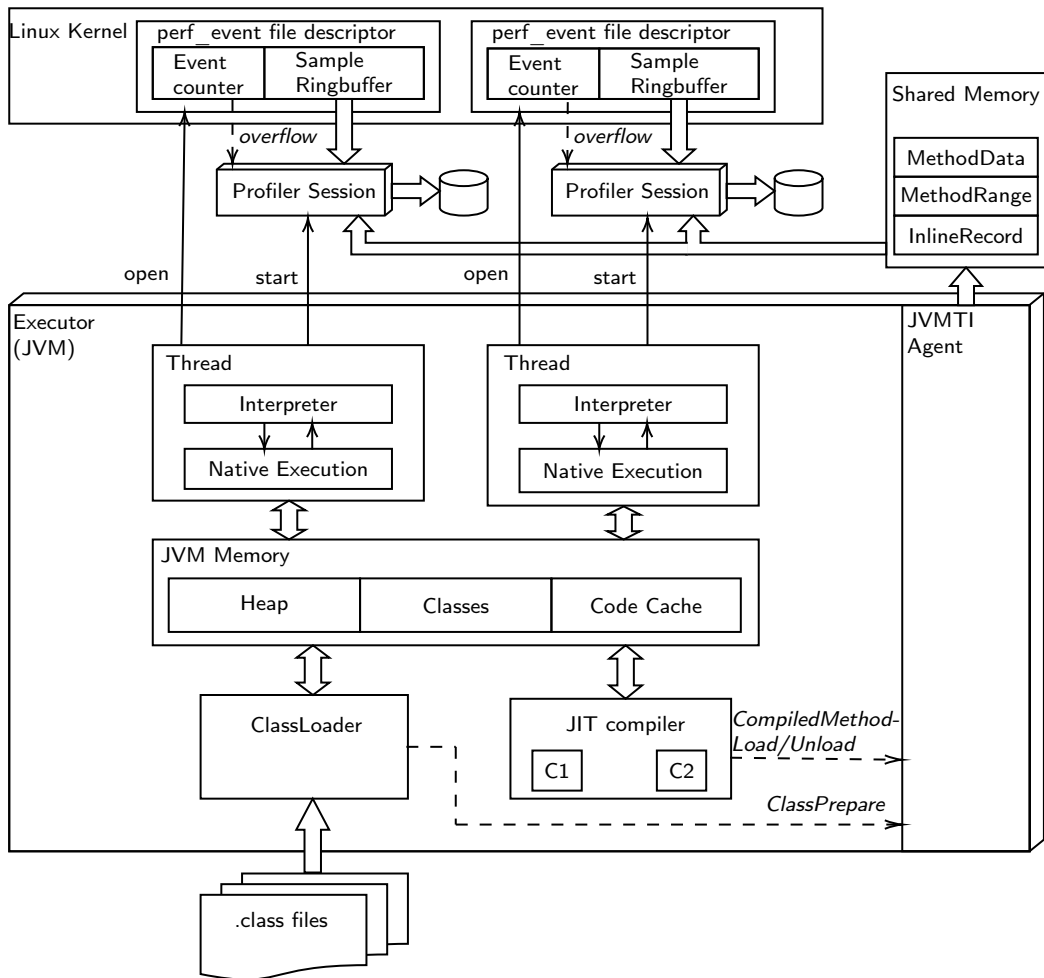 Linux Kernel
perf_event file descriptor
Event
counter
Sample
Ringbuffer
perf_event file descriptor
Event
counter
Sample
Ringbuffer
Shared Memory
MethodData
MethodRange
InlineRecord
overflow
overflow
Profiler Session
Profiler Session
open
start
open
start
Executor
(JVM)
JVMTI
Agent
Thread
Interpreter
Native Execution
Thread
Interpreter
Native Execution
JVM Memory
Heap
Classes
Code Cache
ClassLoader
JIT compiler
C1
C2
CompiledMethod-
Load/Unload
ClassPrepare
.class files